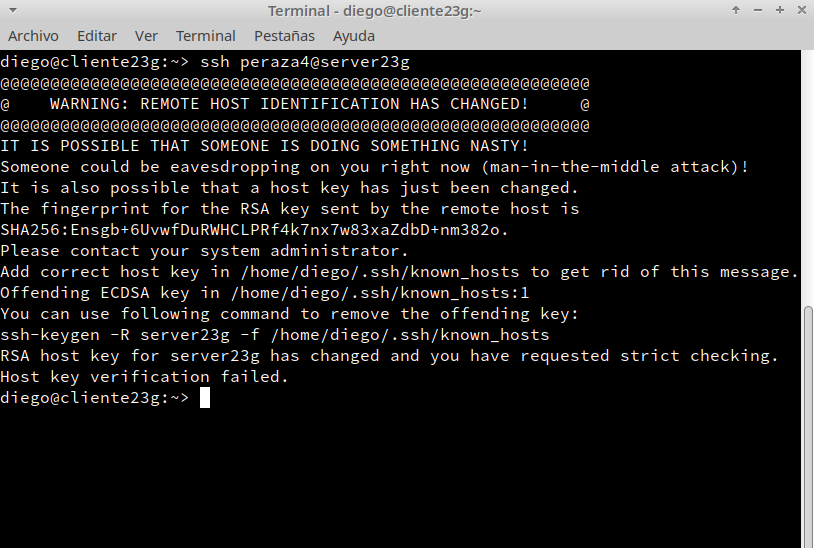 Terminal - diego@cliente23g:~
Archivo Editar Ver Terminal Pestañas Ayuda
diego@cliente23g:~> ssh peraza4@server23g
@@@@@@@@@@@@@@@@@@@@@@@@@@@@@@@@@@@@@@@@@@@@@@@@@@@@@@@@@@@
@    WARNING: REMOTE HOST IDENTIFICATION HAS CHANGED!     @
@@@@@@@@@@@@@@@@@@@@@@@@@@@@@@@@@@@@@@@@@@@@@@@@@@@@@@@@@@@
IT IS POSSIBLE THAT SOMEONE IS DOING SOMETHING NASTY!
Someone could be eavesdropping on you right now (man-in-the-middle attack)!
It is also possible that a host key has just been changed.
The fingerprint for the RSA key sent by the remote host is
SHA256:Ensgb+6UvwfDuRWHCLPRf4k7nx7w83xaZdbD+nm382o.
Please contact your system administrator.
Add correct host key in /home/diego/.ssh/known_hosts to get rid of this message.
Offending ECDSA key in /home/diego/.ssh/known_hosts:1
You can use following command to remove the offending key:
ssh-keygen -R server23g -f /home/diego/.ssh/known_hosts
RSA host key for server23g has changed and you have requested strict checking.
Host key verification failed.
diego@cliente23g:~>